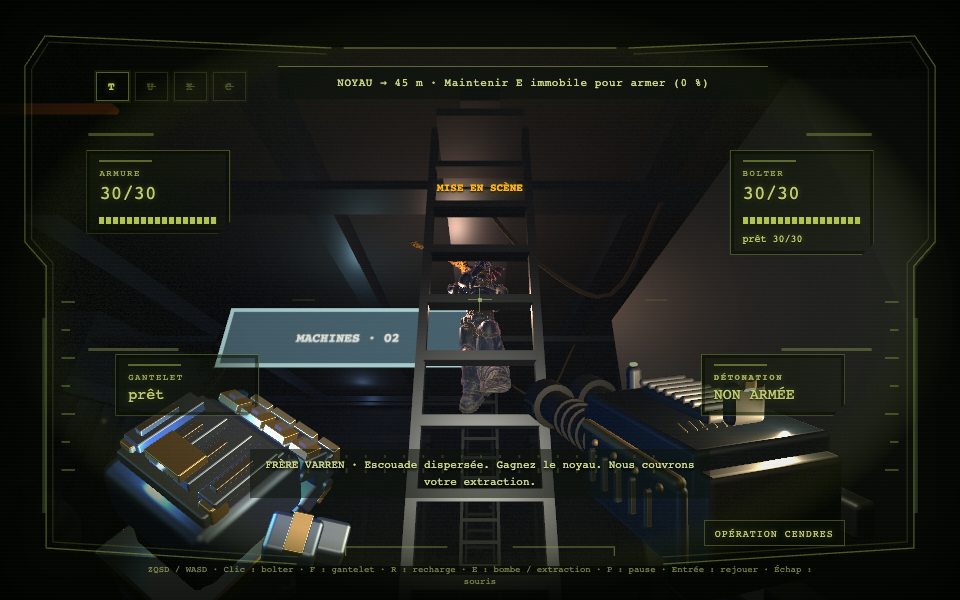 T
NOYAU → 45 m · Maintenir E immobile pour armer (0 %)
ARMURE
30/30
BOLTER
30/30
prêt 30/30
MISE EN SCÈNE
MACHINES · 02
GANTELET
prêt
DÉTONATION
NON ARMÉE
FRÈRE VARREN · Escouade dispersée. Gagnez le noyau. Nous couvrons
votre extraction.
OPÉRATION CENDRES
ZQSD / WASD · Clic : bolter · F : gantelet · R : recharge · E : bombe / extraction · P : pause · Entrée : rejouer · Échap :
souris